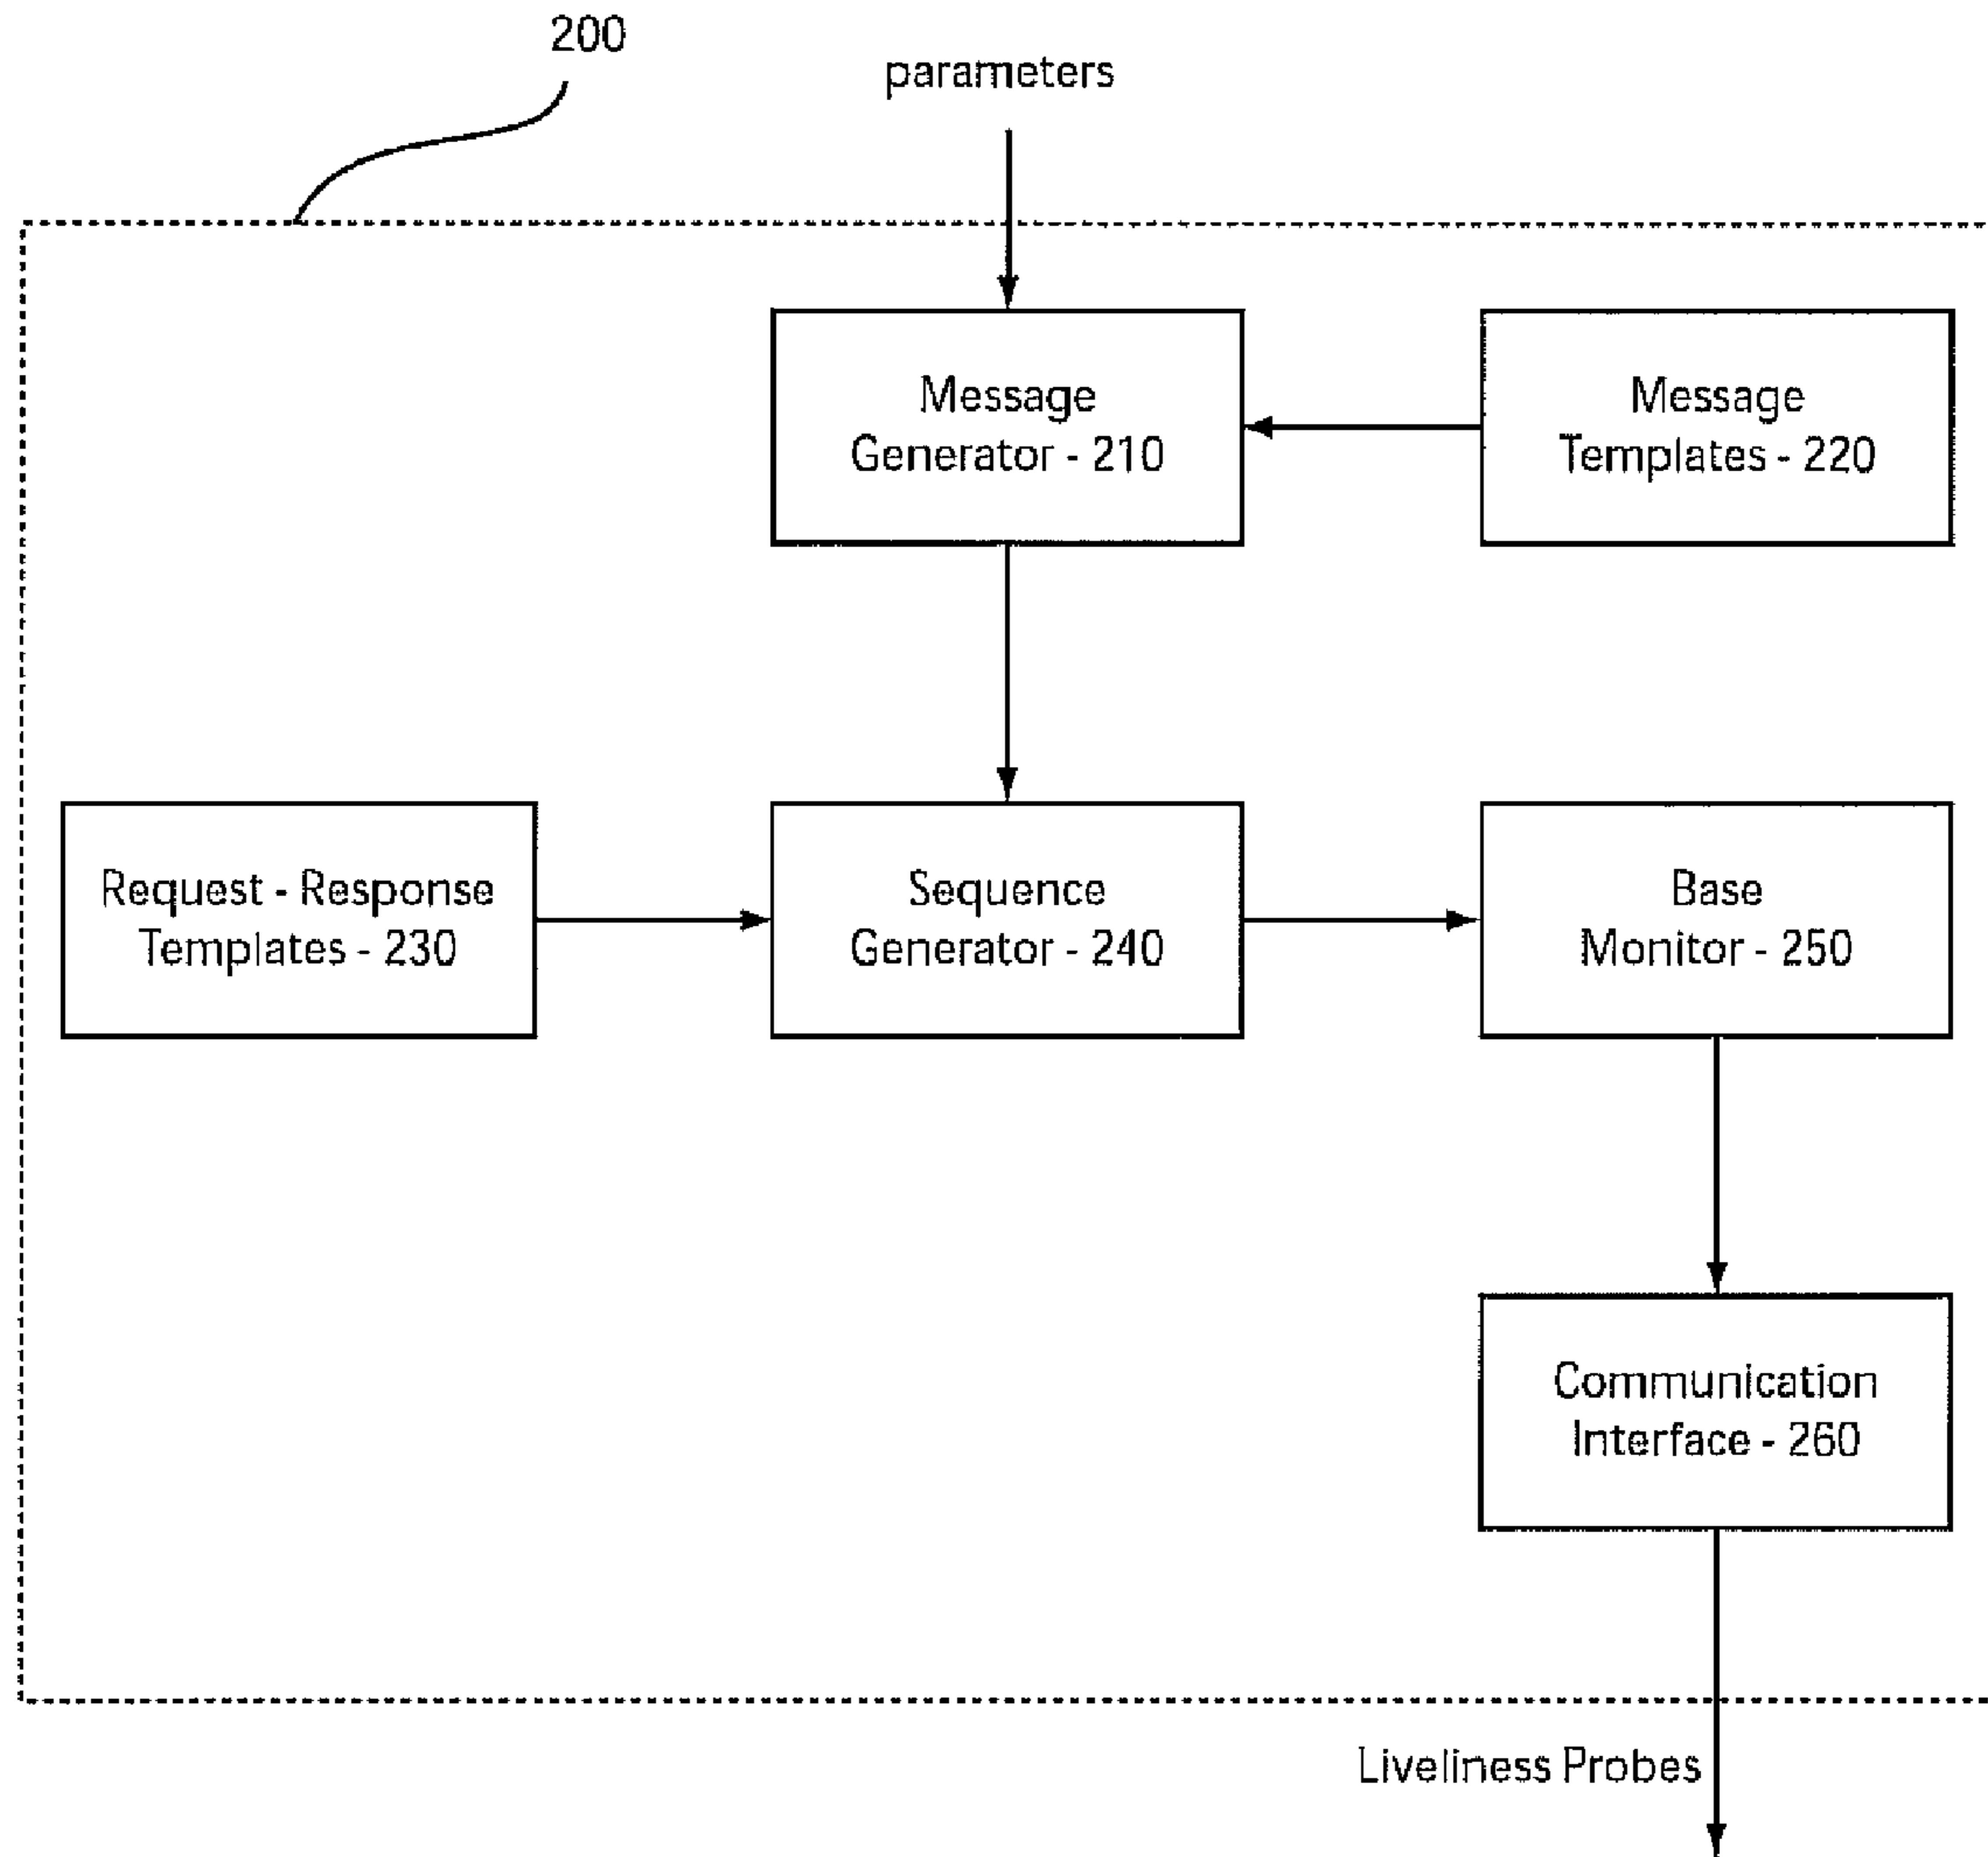 200
parameters
Message
Generator - 210
Message
Templates - 220
Request - Response
Templates - 230
Sequence
Generator - 240
Base
Monitor - 250
Communication
Interface - 260
Liveliness Probes